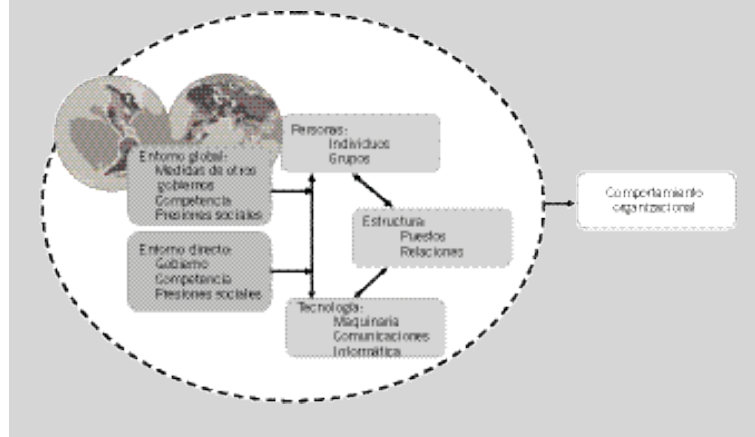 Personas:
Individuos
Grupos
Entorno global:
Medidas de otros
gobiernos
Competencia
Presiones sociales
Estructura
Puestos
Relaciones
Entorno directo:
Gobierno
Competencia
Presiones sociales
Tecnología:
Maquinaria
Comunicaciones
Informática
Comportamiento
organizacional